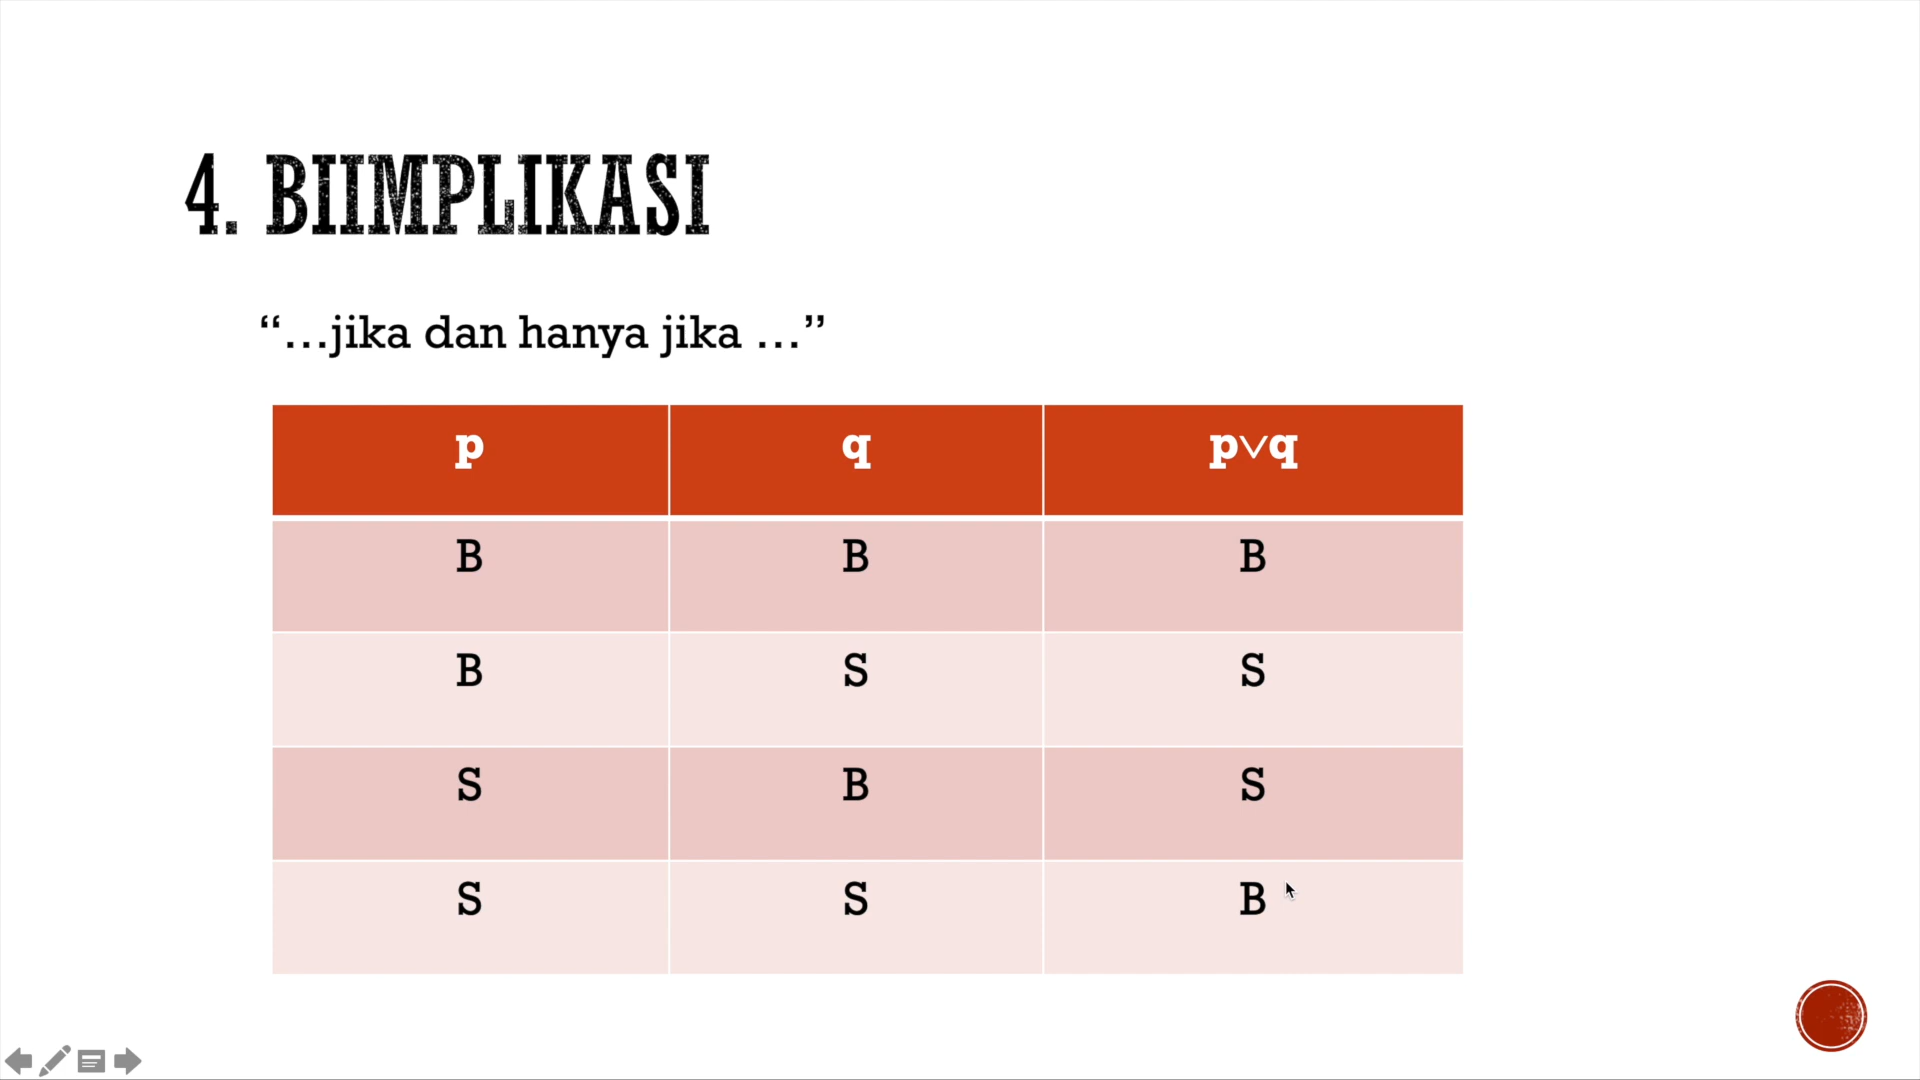 4. BIIMPLIKASI
“…jika dan hanya jika …”
p q p∨q
B B B
B S S
S B S
S S B